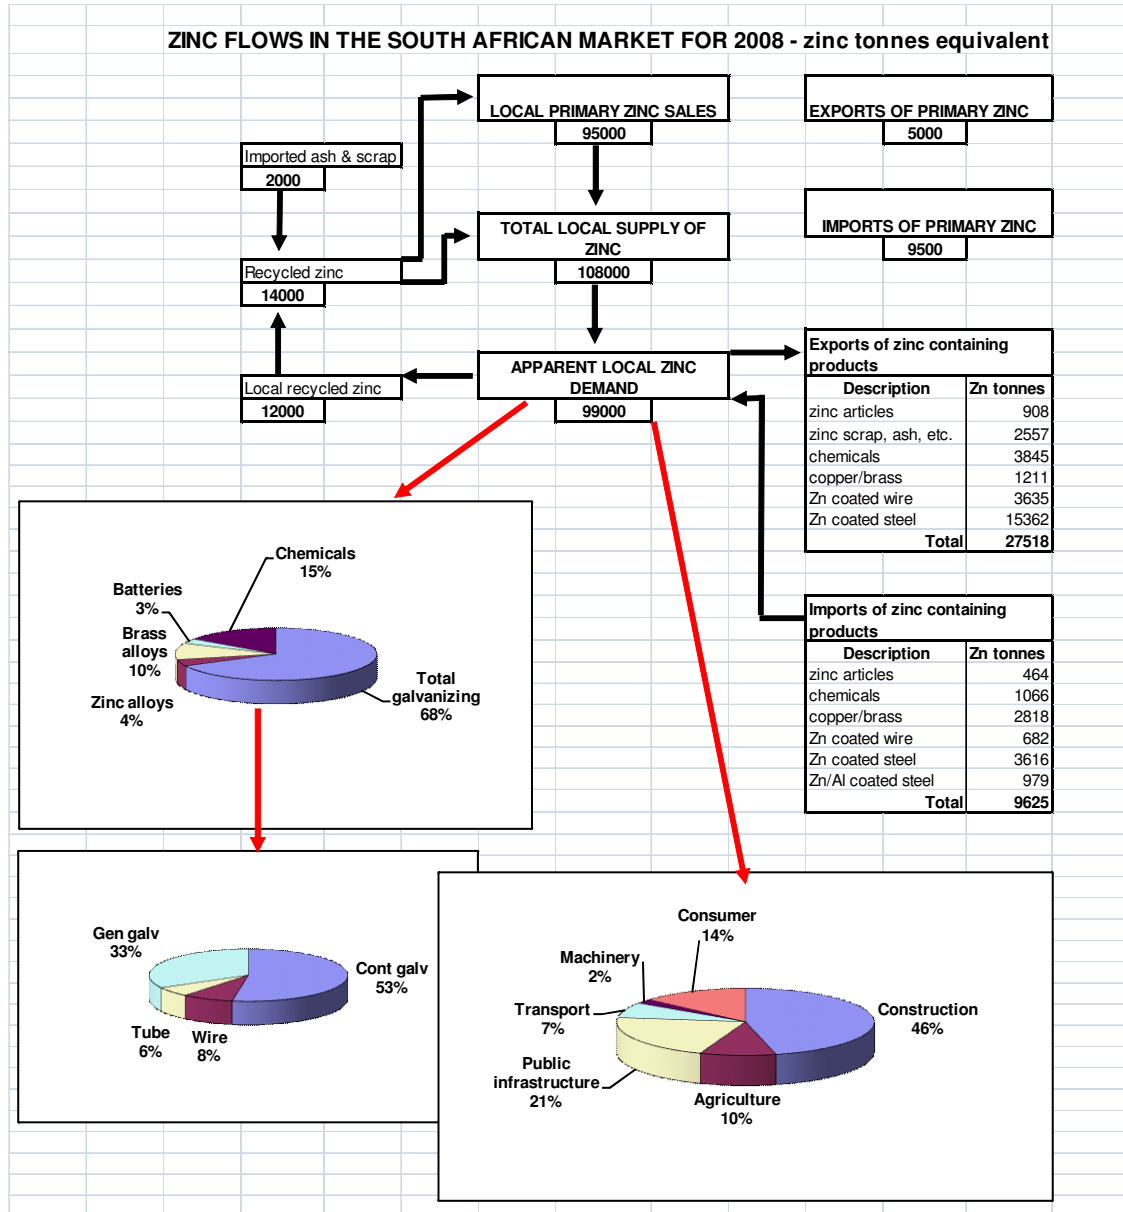 ZINC FLOWS IN THE SOUTH AFRICAN MARKET FOR 2008 - zinc tonnes equivalent
LOCAL PRIMARY ZINC SALES
95000
EXPORTS OF PRIMARY ZINC
5000
Imported ash & scrap
2000
TOTAL LOCAL SUPPLY OF
ZINC
108000
IMPORTS OF PRIMARY ZINC
9500
Recycled zinc
14000
APPARENT LOCAL ZINC
DEMAND
99000
Local recycled zinc
12000
Exports of zinc containing
products
Description Zn tonnes
zinc articles 908
zinc scrap, ash, etc. 2557
chemicals 3845
copper/brass 1211
Zn coated wire 3635
Zn coated steel 15362
Total 27518
Imports of zinc containing
products
Description Zn tonnes
zinc articles 464
chemicals 1066
copper/brass 2818
Zn coated wire 682
Zn coated steel 3616
Zn/Al coated steel 979
Total 9625
Chemicals
15%
Batteries
3%
Brass
alloys
10%
Zinc alloys
4%
Total
galvanizing
68%
Gen galv
33%
Cont galv
53%
Tube
6%
Wire
8%
Consumer
14%
Machinery
2%
Transport
7%
Public
infrastructure
21%
Agriculture
10%
Construction
46%